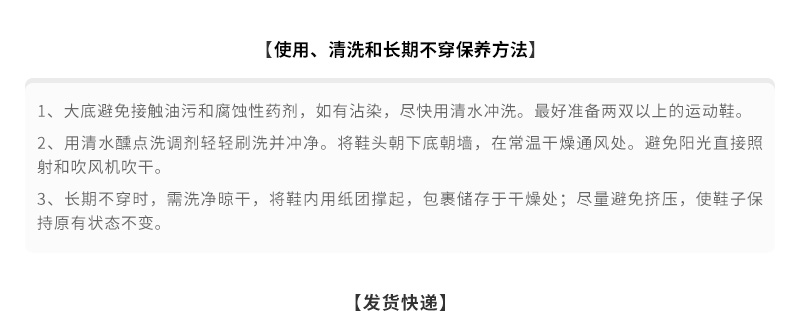 【使用、清洗和长期不穿保养方法】
1、大底避免接触油污和腐蚀性药剂，如有沾染，尽快用清水冲洗。最好准备两双以上的运动鞋。
2、用清水醺点洗调剂轻轻刷洗并冲净。将鞋头朝下底朝墙，在常温干燥通风处。避免阳光直接照
射和吹风机吹干。
3、长期不穿时，需洗净晾干，将鞋内用纸团撑起，包裹储存于干燥处；尽量避免挤压，使鞋子保
持原有状态不变。
【发货快递】